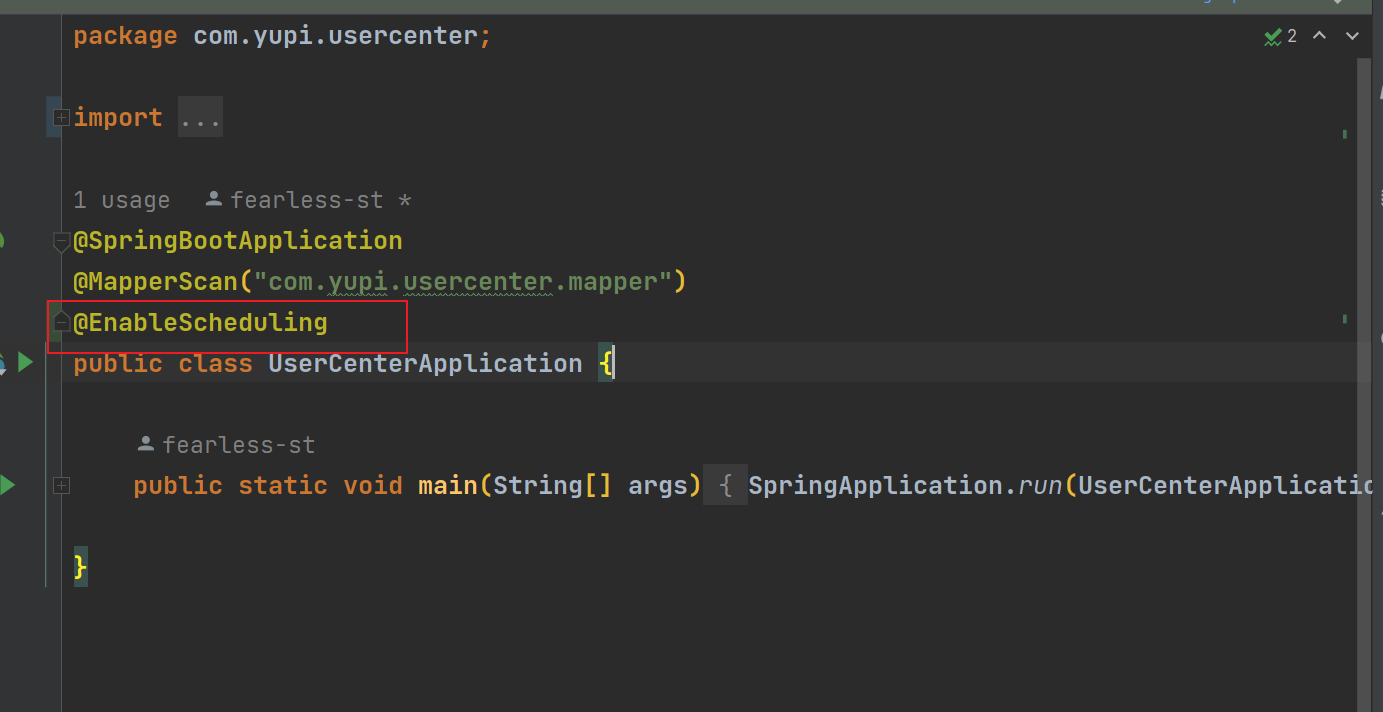 package com.yupi.usercenter;
2
import ...
1 usage fearless-st *
@SpringBootApplication
@MapperScan("com.yupi.usercenter.mapper")
@EnableScheduling
public class UserCenterApplication {
fearless-st
public static void main(String[] args) { SpringApplication.run(UserCenterApplicatio
}